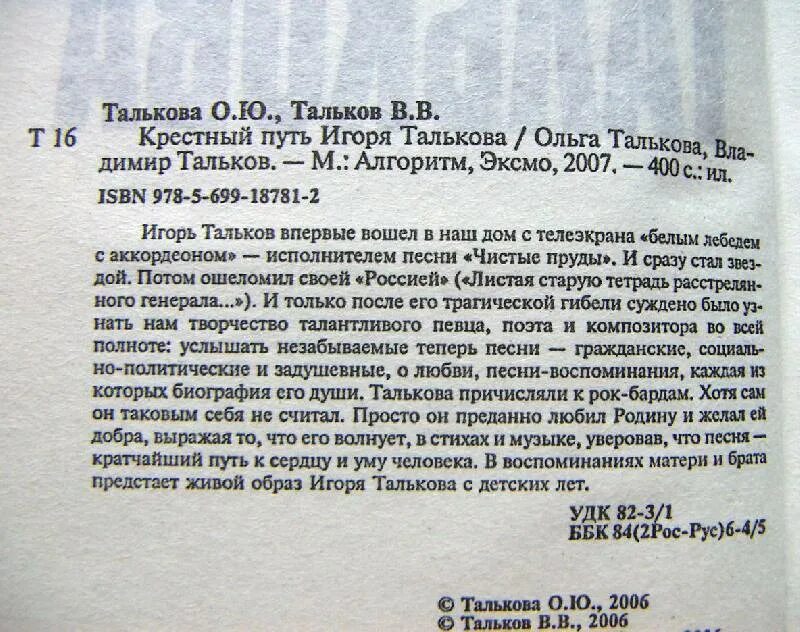 Талькова О.Ю., Тальков В.В.
Т 16 Крестный путь Игоря Талькова / Ольга Талькова, Вла-
димир Тальков. — М.: Алгоритм, Эксмо, 2007. — 400 с.: ил.
ISBN 978-5-699-18781-2
Игорь Тальков впервые вошел в наш дом с телеэкрана «белым лебедем
с аккордеоном» — исполнителем песни «Чистые пруды». И сразу стал звез-
дой. Потом ошеломил своей «Россией» («Листая старую тетрадь расстрелян-
ного генерала...»). И только после его трагической гибели суждено было уз-
нать нам творчество талантливого певца, поэта и композитора во всей
полноте: услышать незабываемые теперь песни — гражданские, социаль-
но-политические и задушевные, о любви, песни-воспоминания, каждая из
которых биография его души. Талькова причисляли к рок-бардам. Хотя сам
он таковым себя не считал. Просто он преданно любил Родину и желал ей
добра, выражая то, что его волнует, в стихах и музыке, уверовав, что песня —
кратчайший путь к сердцу и уму человека. В воспоминаниях матери и брата
предстает живой образ Игоря Талькова с детских лет.
УДК 82-3/1
ББК 84(2Рос-Рус)6-4/5
© Талькова О.Ю., 2006
© Тальков В.В., 2006